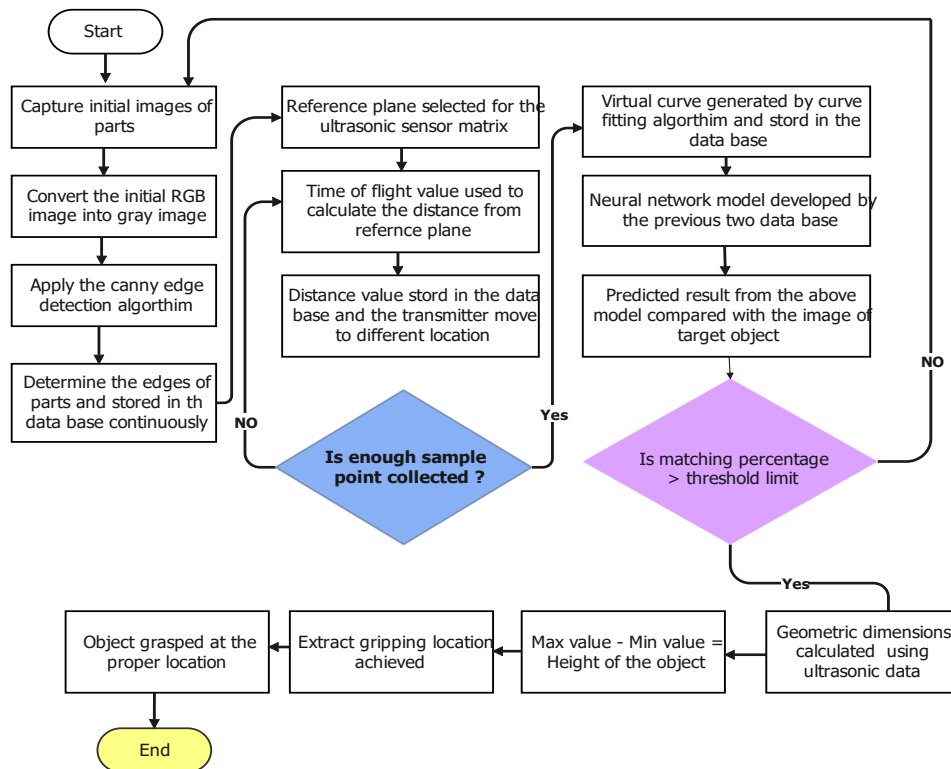 Start
Capture initial images of
parts
Convert the initial RGB
image into gray image
Apply the canny edge
detection algorthim
Determine the edges of
parts and stored in th
data base continuously
Reference plane selected for the
ultrasonic sensor matrix
Time of flight value used to
calculate the distance from
refernce plane
Distance value stord in the data
base and the transmitter move
to different location
NO
Is enough sample
point collected ?
Yes
Virtual curve generated by curve
fitting algorthim and stord in the
data base
Neural network model developed by
the previous two data base
Predicted result from the above
model compared with the image of
target object
NO
Is matching percentage
> threshold limit
Yes
Geometric dimensions
calculated using
ultrasonic data
Max value - Min value =
Height of the object
Extract gripping location
achieved
Object grasped at the
proper location
End